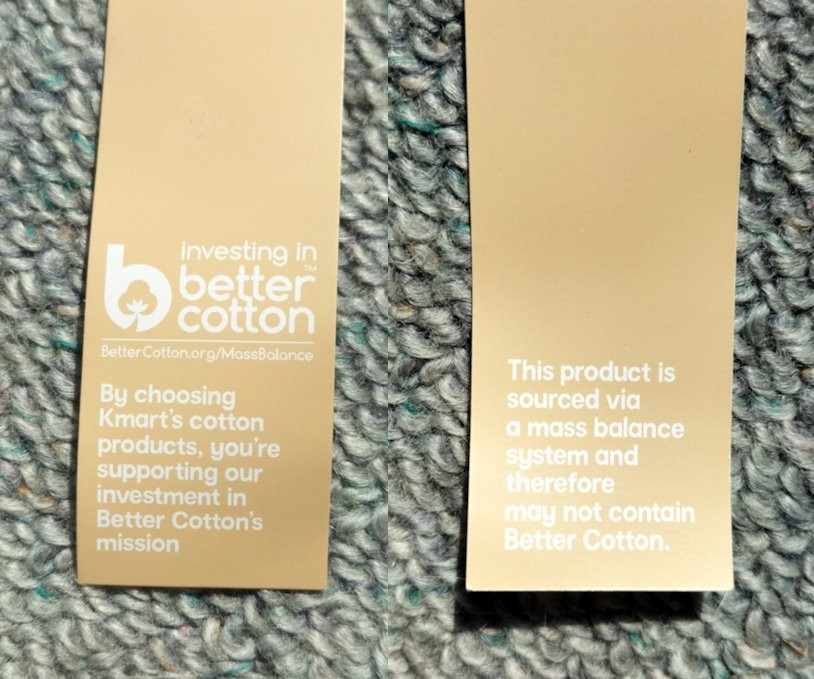 investing in
better
cotton™
BetterCotton.org/MassBalance
By choosing
Kmart's cotton
products, you're
supporting our
investment in
Better Cotton's
mission
This product is
sourced via
a mass balance
system and
therefore
may not contain
Better Cotton.